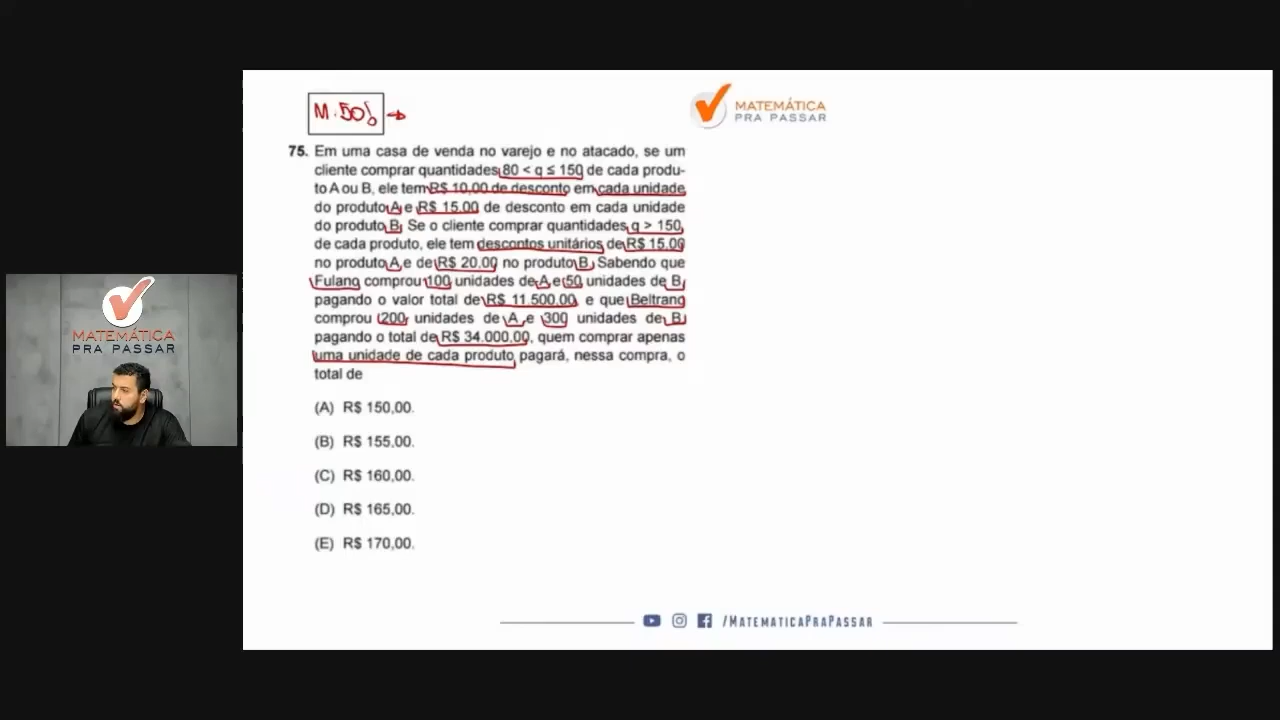 M.50!
MATEMÁTICA
PRA PASSAR
75. Em uma casa de venda no varejo e no atacado, se um
cliente comprar quantidades 80 < q ≤ 150 de cada produ-
to A ou B, ele tem R$ 10,00 de desconto em cada unidade
do produto A e R$ 15,00 de desconto em cada unidade
do produto B. Se o cliente comprar quantidades q > 150,
de cada produto, ele tem descontos unitários de R$ 15,00
no produto A e de R$ 20,00 no produto B. Sabendo que
Fulano comprou 100 unidades de A e 50 unidades de B,
pagando o valor total de R$ 11.500,00 e que Beltrano
comprou 200 unidades de A e 300 unidades de B,
pagando o total de R$ 34.000,00, quem comprar apenas
uma unidade de cada produto pagará, nessa compra, o
total de
(A) R$ 150,00.
(B) R$ 155,00.
(C) R$ 160,00.
(D) R$ 165,00.
(E) R$ 170,00.
MATEMÁTICA
PRA PASSAR
/MATEMATICAPRAPASSAR